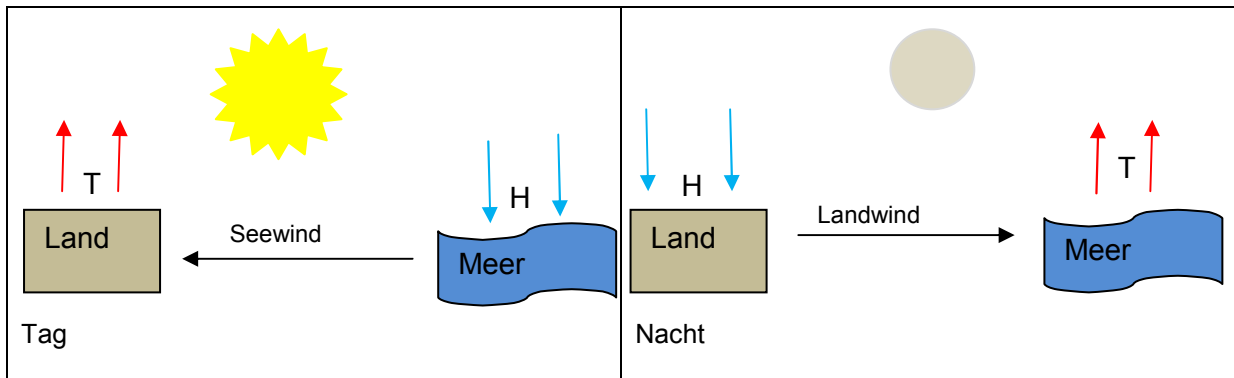 T
H
Land
Seewind
Meer
Tag
H
T
Land
Landwind
Meer
Nacht